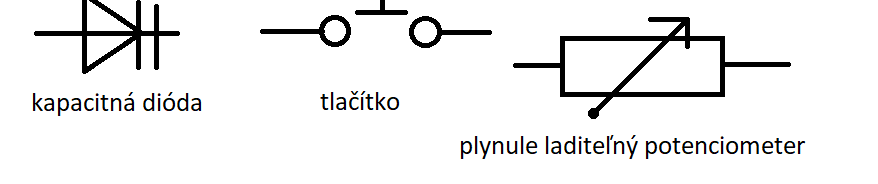 kapacitná dióda
tlačítko
plynule laditeľný potenciometer